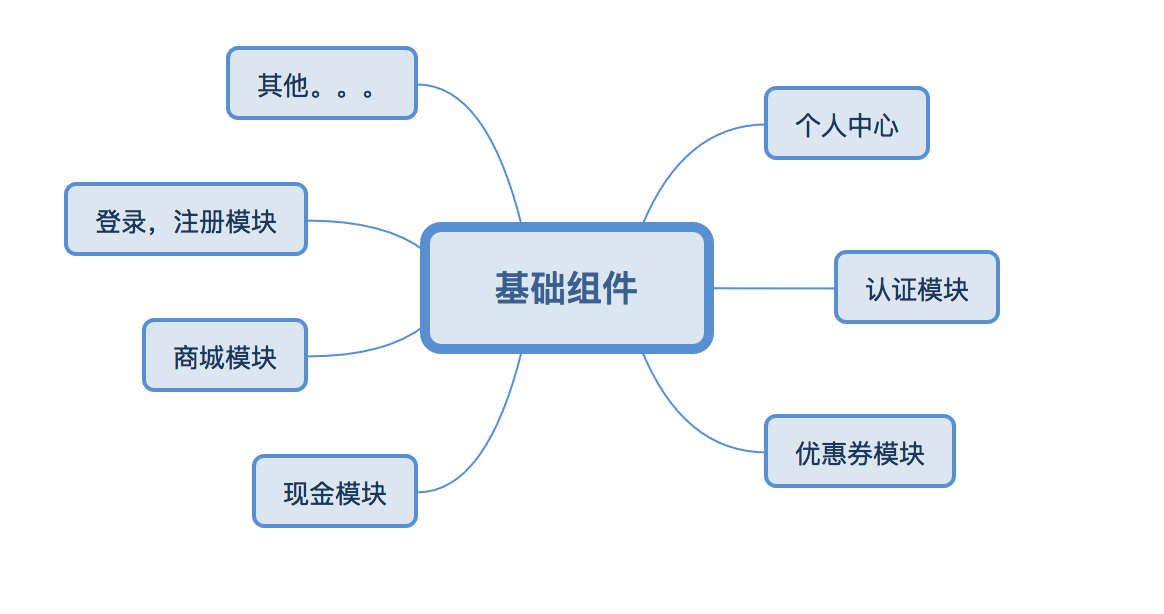 其他。。。
个人中心
登录，注册模块
基础组件
认证模块
商城模块
优惠券模块
现金模块